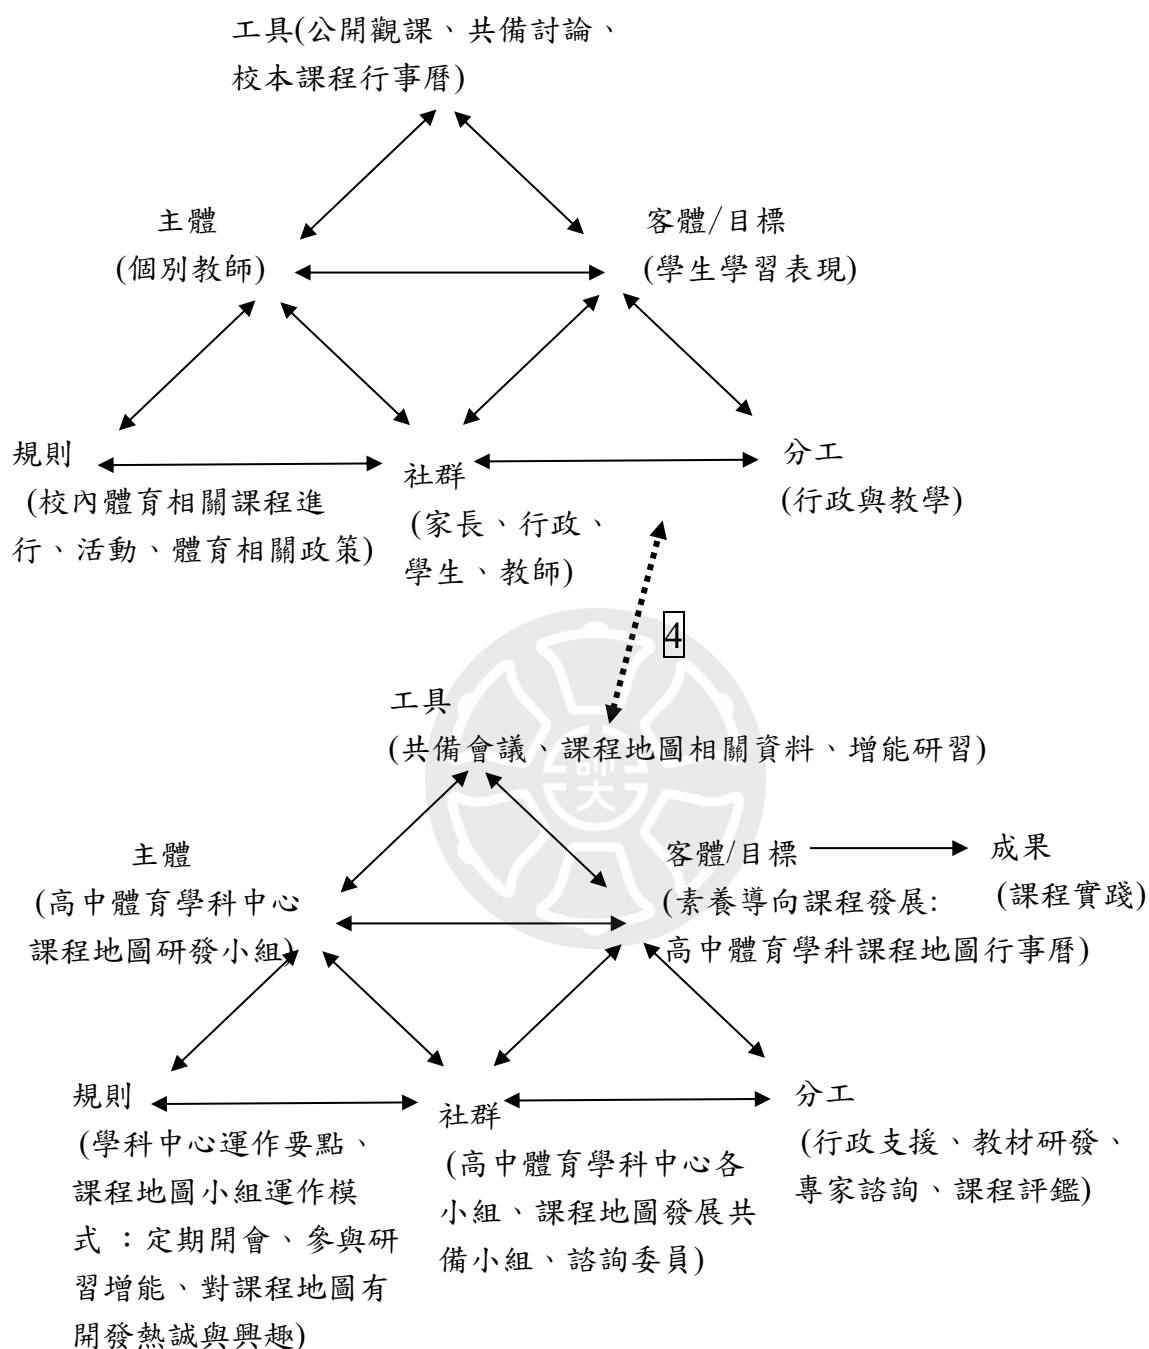 工具(公開觀課、共備討論、
校本課程行事曆)
主體
(個別教師)
客體/目標
(學生學習表現)
規則
(校內體育相關課程進
行、活動、體育相關政策)
社群
(家長、行政、
學生、教師)
分工
(行政與教學)
4
工具
(共備會議、課程地圖相關資料、增能研習)
師大
主體
(高中體育學科中心
課程地圖研發小組)
客體/目標
(素養導向課程發展:
高中體育學科課程地圖行事曆)
成果
(課程實踐)
規則
(學科中心運作要點、
課程地圖小組運作模
式 :定期開會、參與研
習增能、對課程地圖有
開發熱誠與興趣)
社群
(高中體育學科中心各
小組、課程地圖發展共
備小組、諮詢委員)
分工
(行政支援、教材研發、
專家諮詢、課程評鑑)